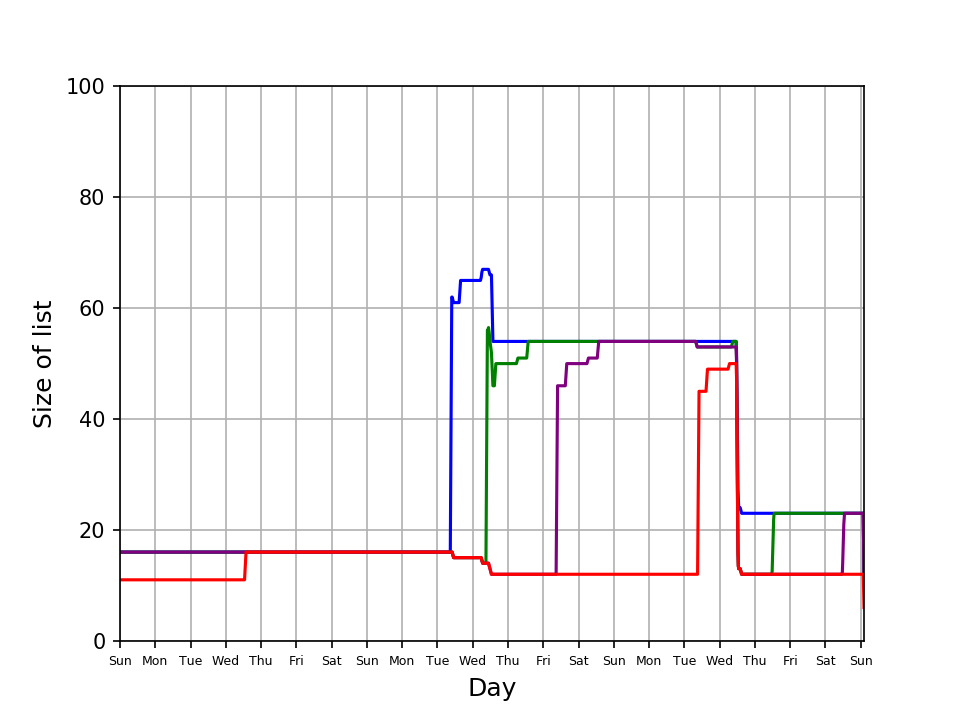 100
80
60
40
20
0
Size of list
Sun Mon Tue Wed Thu Fri Sat Sun Mon Tue Wed Thu Fri Sat Sun Mon Tue Wed Thu Fri Sat Sun
Day